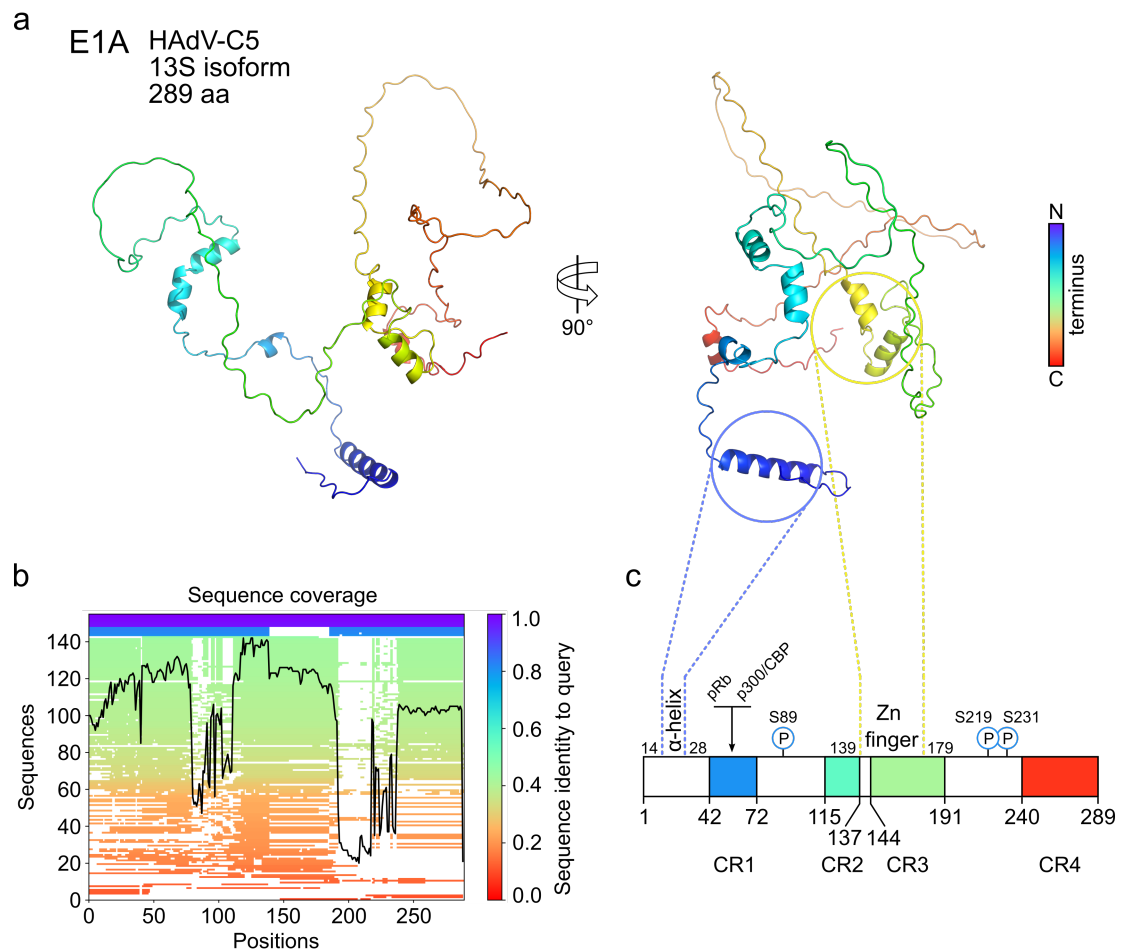 a
E1A HAdV-C5
13S isoform
289 aa
90°
N
terminus
C
b
Sequence coverage
Sequences
140
120
100
80
60
40
20
0
0 50 100 150 200 250
Positions
1.0
0.8
0.6
0.4
0.2
0.0
Sequence identity to query
c
pRb
p300/CBP
α-helix
S89
Zn
finger
S219 S231
P
P P
14 28 139 179
1 42 72 115 137 144 191 240 289
CR1 CR2 CR3 CR4